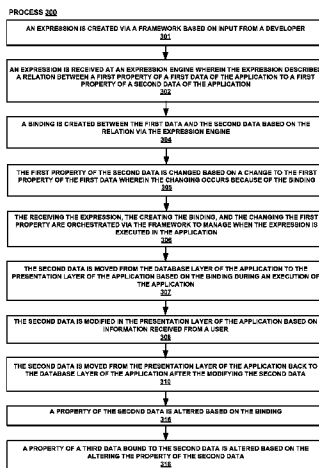 PROCESS 300
AN EXPRESSION IS CREATED VIA A FRAMEWORK BASED ON INPUT FROM A DEVELOPER
301
AN EXPRESSION IS RECEIVED AT AN EXPRESSION ENGINE WHEREIN THE EXPRESSION DESCRIBES
A RELATION BETWEEN A FIRST PROPERTY OF A FIRST DATA OF THE APPLICATION TO A FIRST
PROPERTY OF A SECOND DATA OF THE APPLICATION
302
A BINDING IS CREATED BETWEEN THE FIRST DATA AND THE SECOND DATA BASED ON THE
RELATION VIA THE EXPRESSION ENGINE
304
THE FIRST PROPERTY OF THE SECOND DATA IS CHANGED BASED ON A CHANGE TO THE FIRST
PROPERTY OF THE FIRST DATA WHEREIN THE CHANGING OCCURS BECAUSE OF THE BINDING
305
THE RECEIVING THE EXPRESSION, THE CREATING THE BINDING, AND THE CHANGING THE FIRST
PROPERTY ARE ORCHESTRATED VIA THE FRAMEWORK TO MANAGE WHEN THE EXPRESSION IS
EXECUTED IN THE APPLICATION
306
THE SECOND DATA IS MOVED FROM THE DATABASE LAYER OF THE APPLICATION TO THE
PRESENTATION LAYER OF THE APPLICATION BASED ON THE BINDING DURING AN EXECUTION OF
THE APPLICATION
307
THE SECOND DATA IS MODIFIED IN THE PRESENTATION LAYER OF THE APPLICATION BASED ON
INFORMATION RECEIVED FROM A USER
308
THE SECOND DATA IS MOVED FROM THE PRESENTATION LAYER OF THE APPLICATION BACK TO
THE DATABASE LAYER OF THE APPLICATION AFTER THE MODIFYING THE SECOND DATA
310
A PROPERTY OF THE SECOND DATA IS ALTERED BASED ON THE BINDING
316
A PROPERTY OF A THIRD DATA BOUND TO THE SECOND DATA IS ALTERED BASED ON THE
ALTERING THE PROPERTY OF THE SECOND DATA
318